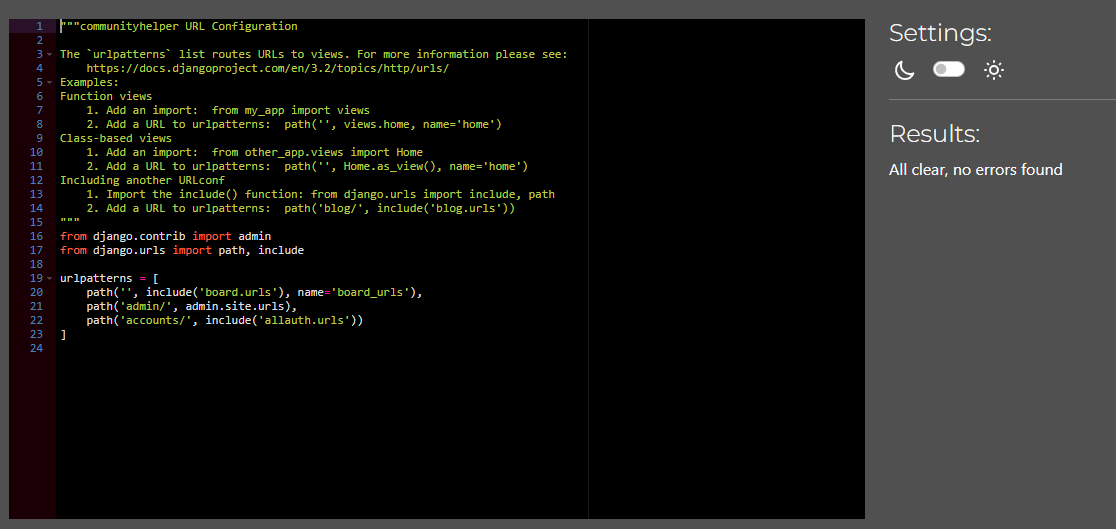 1 """communityhelper URL Configuration
2
3 The `urlpatterns` list routes URLs to views. For more information please see:
4     https://docs.djangoproject.com/en/3.2/topics/http/urls/
5 Examples:
6 Function views
7     1. Add an import:  from my_app import views
8     2. Add a URL to urlpatterns:  path('', views.home, name='home')
9 Class-based views
10     1. Add an import:  from other_app.views import Home
11     2. Add a URL to urlpatterns:  path('', Home.as_view(), name='home')
12 Including another URLconf
13     1. Import the include() function: from django.urls import include, path
14     2. Add a URL to urlpatterns:  path('blog/', include('blog.urls'))
15 """
16 from django.contrib import admin
17 from django.urls import path, include
18
19 urlpatterns = [
20     path('', include('board.urls'), name='board_urls'),
21     path('admin/', admin.site.urls),
22     path('accounts/', include('allauth.urls'))
23 ]
24
Settings:
Results:
All clear, no errors found